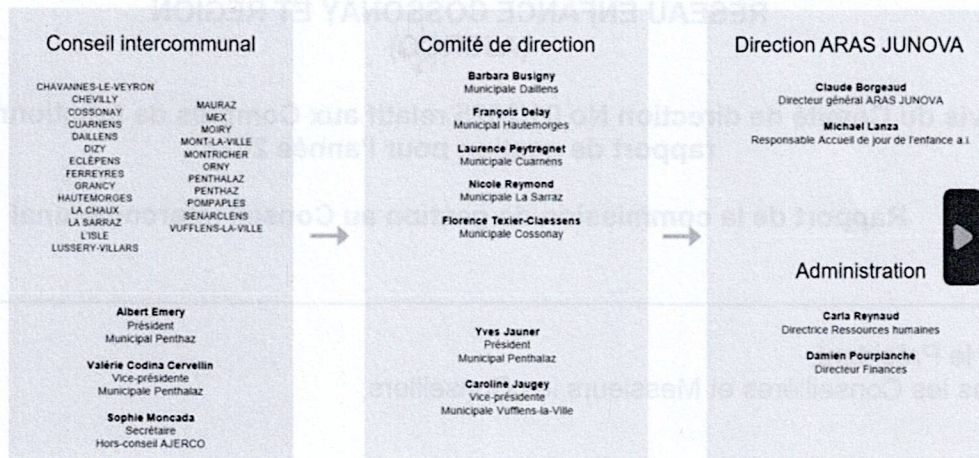 Conseil intercommunal
CHAVANNES-LE-VEYRON
CHEVILLY
COSSONAY
CUARNENS
DAILLENS
DIZY
ECLÉPENS
FERREYRES
GRANCY
HAUTEMORGES
LA CHAUX
LA SARRAZ
L'ISLE
LUSSERY-VILLARS
MAURAZ
MEX
MOIRY
MONT-LA-VILLE
MONTRICHER
ORNY
PENTHALAZ
PENTHAZ
POMPAPLES
SENARCLENS
VUFFLENS-LA-VILLE
Albert Emery
Président
Municipal Penthaz
Valérie Codina Cervellin
Vice-présidente
Municipale Penthalaz
Sophie Moncada
Secrétaire
Hors-conseil AJERCO
Comité de direction
Barbara Busigny
Municipale Daillens
François Delay
Municipal Hautemorges
Laurence Peytregnet
Municipale Cuarnens
Nicole Reymond
Municipale La Sarraz
Florence Texier-Claessens
Municipale Cossonay
Yves Jauner
Président
Municipal Penthalaz
Caroline Jaugey
Vice-présidente
Municipale Vufflens-la-Ville
Direction ARAS JUNOVA
Claude Borgeaud
Directeur général ARAS JUNOVA
Michael Lanza
Responsable Accueil de jour de l'enfance a.i.
Administration
Carla Reynaud
Directrice Ressources humaines
Damien Pourplanche
Directeur Finances